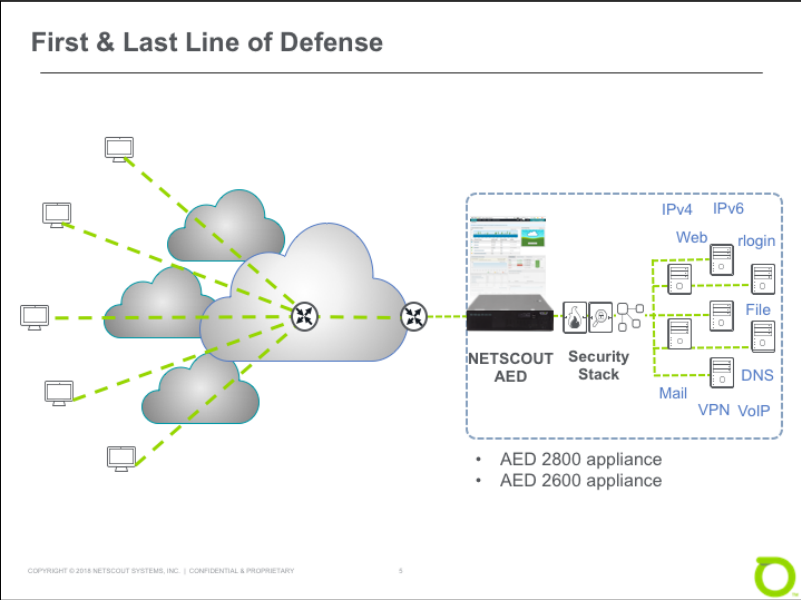 First & Last Line of Defense
IPv4
IPv6
Web
rlogin
File
NETSCOUT
AED
Security
Stack
DNS
Mail
VPN
VoIP
• AED 2800 appliance
• AED 2600 appliance
COPYRIGHT © 2018 NETSCOUT SYSTEMS, INC. | CONFIDENTIAL & PROPRIETARY
5